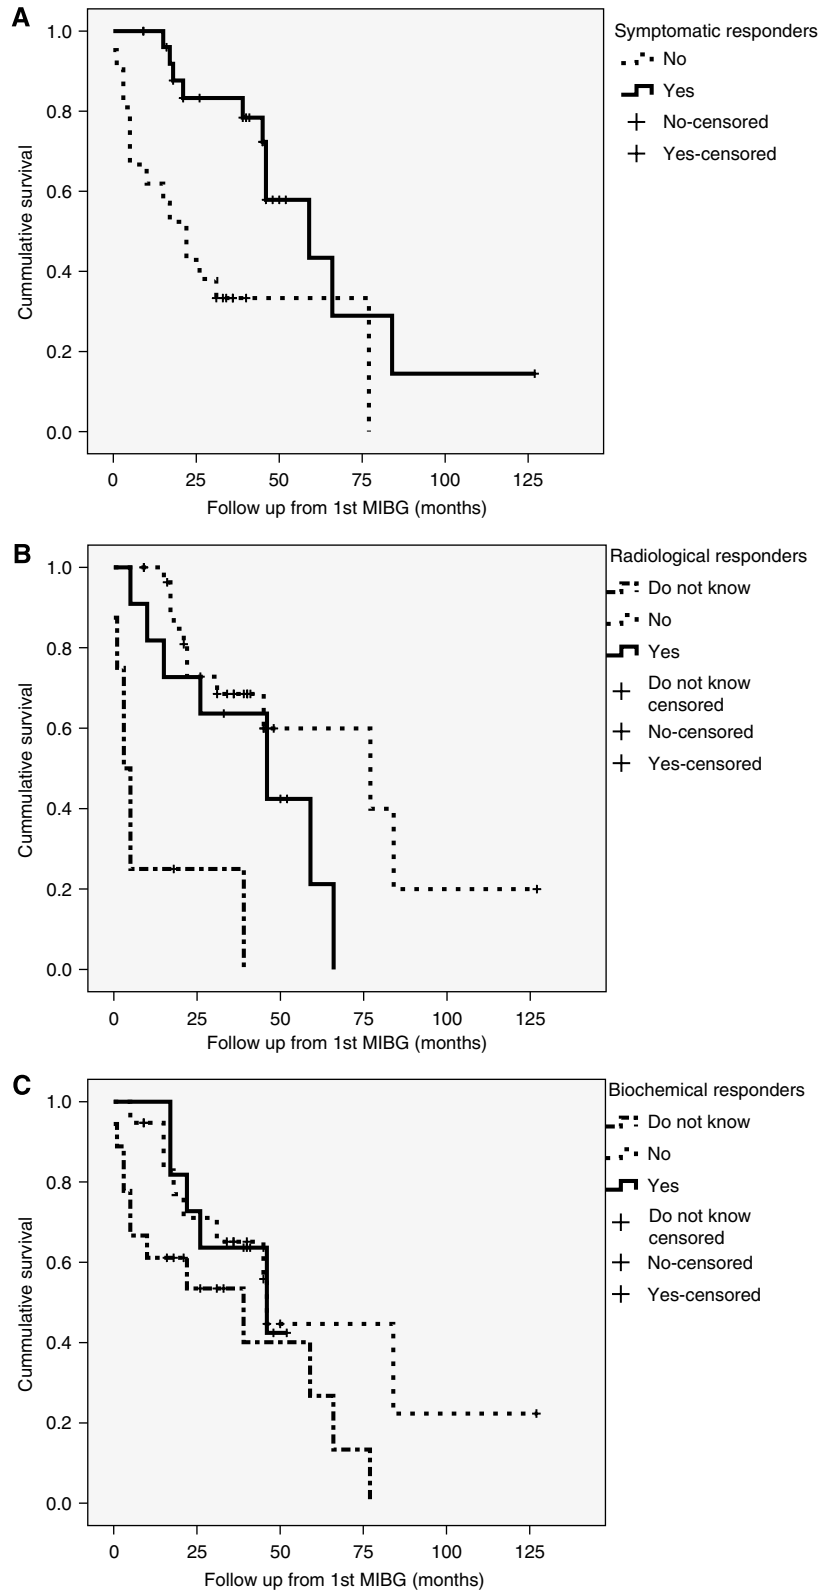 A
Symptomatic responders
No
Yes
No-censored
Yes-censored
1.0
0.8
0.6
0.4
0.2
0.0
Cummulative survival
0 25 50 75 100 125
Follow up from 1st MIBG (months)
B
Radiological responders
Do not know
No
Yes
Do not know
censored
No-censored
Yes-censored
1.0
0.8
0.6
0.4
0.2
0.0
Cummulative survival
0 25 50 75 100 125
Follow up from 1st MIBG (months)
C
Biochemical responders
Do not know
No
Yes
Do not know
censored
No-censored
Yes-censored
1.0
0.8
0.6
0.4
0.2
0.0
Cummulative survival
0 25 50 75 100 125
Follow up from 1st MIBG (months)